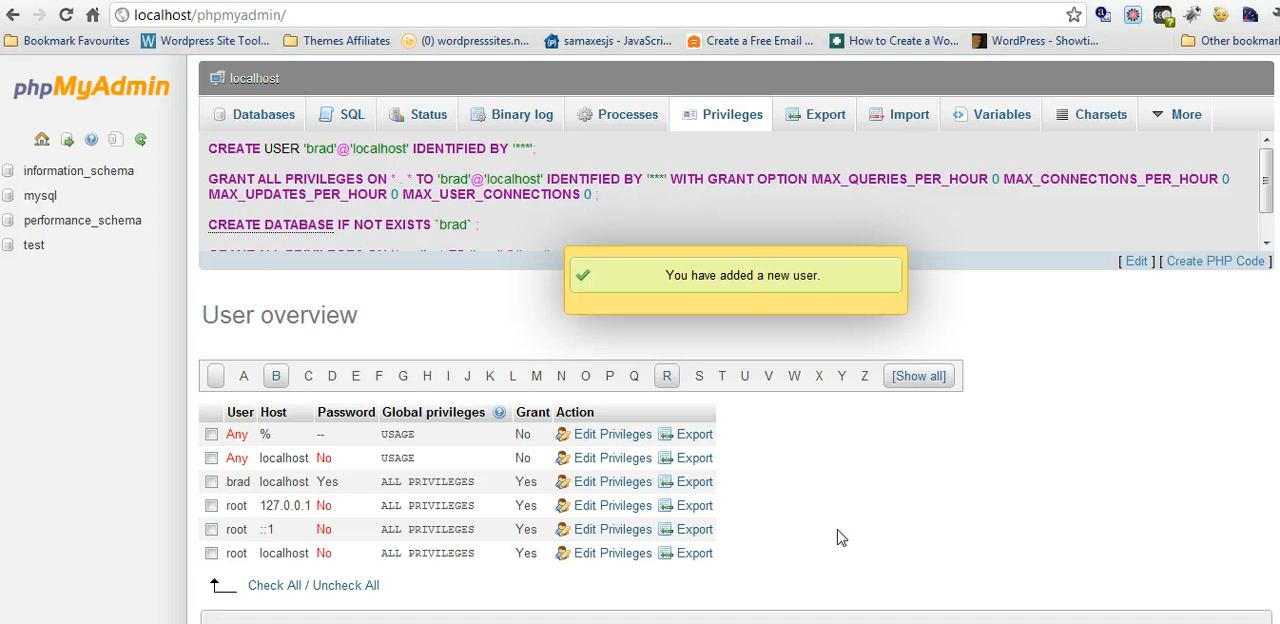 localhost/phpmyadmin/
Bookmark Favourites W Wordpress Site Tool... Themes Affiliates (0) wordpresssites.n... samaxesjs - JavaScri... Create a Free Email ... How to Create a Wo... WordPress - Showti... Other bookmar
phpMyAdmin
information_schema
mysql
performance_schema
test
localhost
Databases SQL Status Binary log Processes Privileges Export Import Variables Charsets More
CREATE USER 'brad'@'localhost' IDENTIFIED BY '***';
GRANT ALL PRIVILEGES ON * . * TO 'brad'@'localhost' IDENTIFIED BY '***' WITH GRANT OPTION MAX_QUERIES_PER_HOUR 0 MAX_CONNECTIONS_PER_HOUR 0
MAX_UPDATES_PER_HOUR 0 MAX_USER_CONNECTIONS 0 ;
CREATE DATABASE IF NOT EXISTS `brad` ;
[ Edit ] [ Create PHP Code ]
You have added a new user.
User overview
A B C D E F G H I J K L M N O P Q R S T U V W X Y Z [Show all]
User Host Password Global privileges Grant Action
Any % -- USAGE No Edit Privileges Export
Any localhost No USAGE No Edit Privileges Export
brad localhost Yes ALL PRIVILEGES Yes Edit Privileges Export
root 127.0.0.1 No ALL PRIVILEGES Yes Edit Privileges Export
root ::1 No ALL PRIVILEGES Yes Edit Privileges Export
root localhost No ALL PRIVILEGES Yes Edit Privileges Export
Check All / Uncheck All